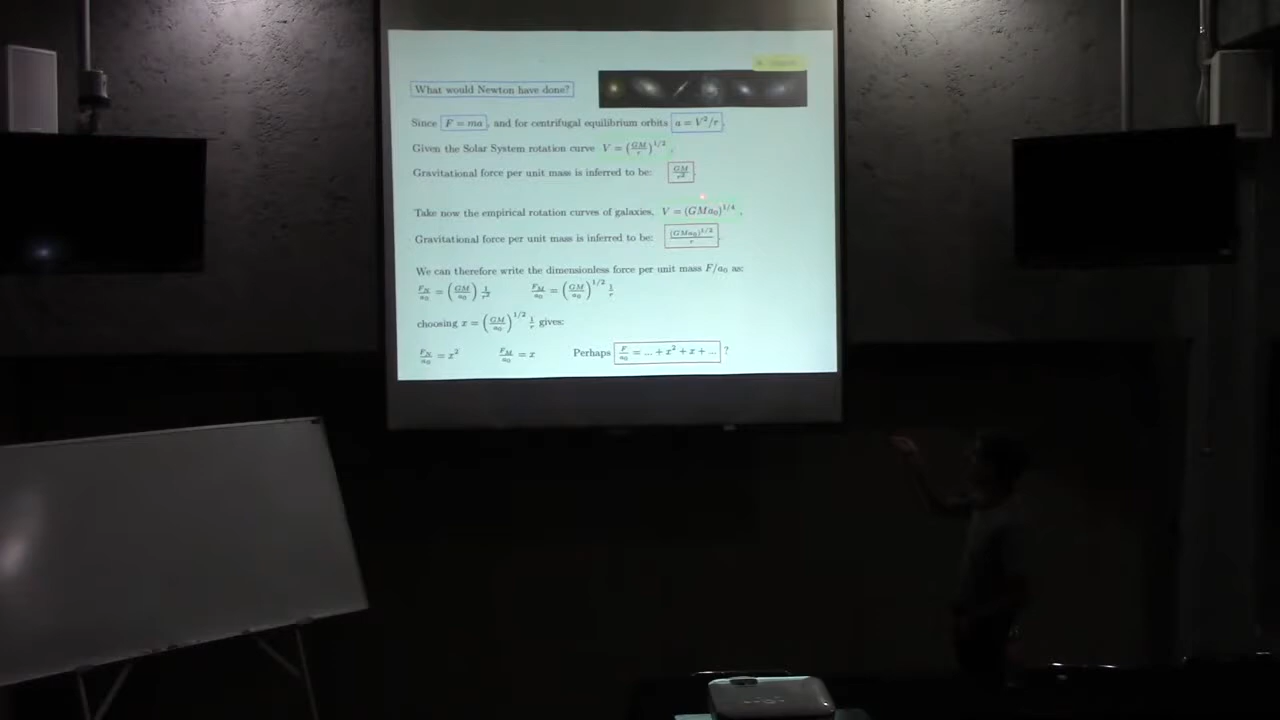 What would Newton have done?
Since F = ma, and for centrifugal equilibrium orbits a = V²/r,
Given the Solar System rotation curve V = (GM/r)^1/2,
Gravitational force per unit mass is inferred to be: GM/r²
Take now the empirical rotation curves of galaxies, V = (GMa₀)^1/4,
Gravitational force per unit mass is inferred to be: (GMa₀)^1/2/r
We can therefore write the dimensionless force per unit mass F/a₀ as:
F_N/a₀ = (GM/a₀) 1/r² F_M/a₀ = (GM/a₀)^1/2 1/r
choosing x = (GM/a₀)^1/2 1/r gives:
F_N/a₀ = x² F_M/a₀ = x Perhaps F/a₀ = ... + x² + x + ... ?